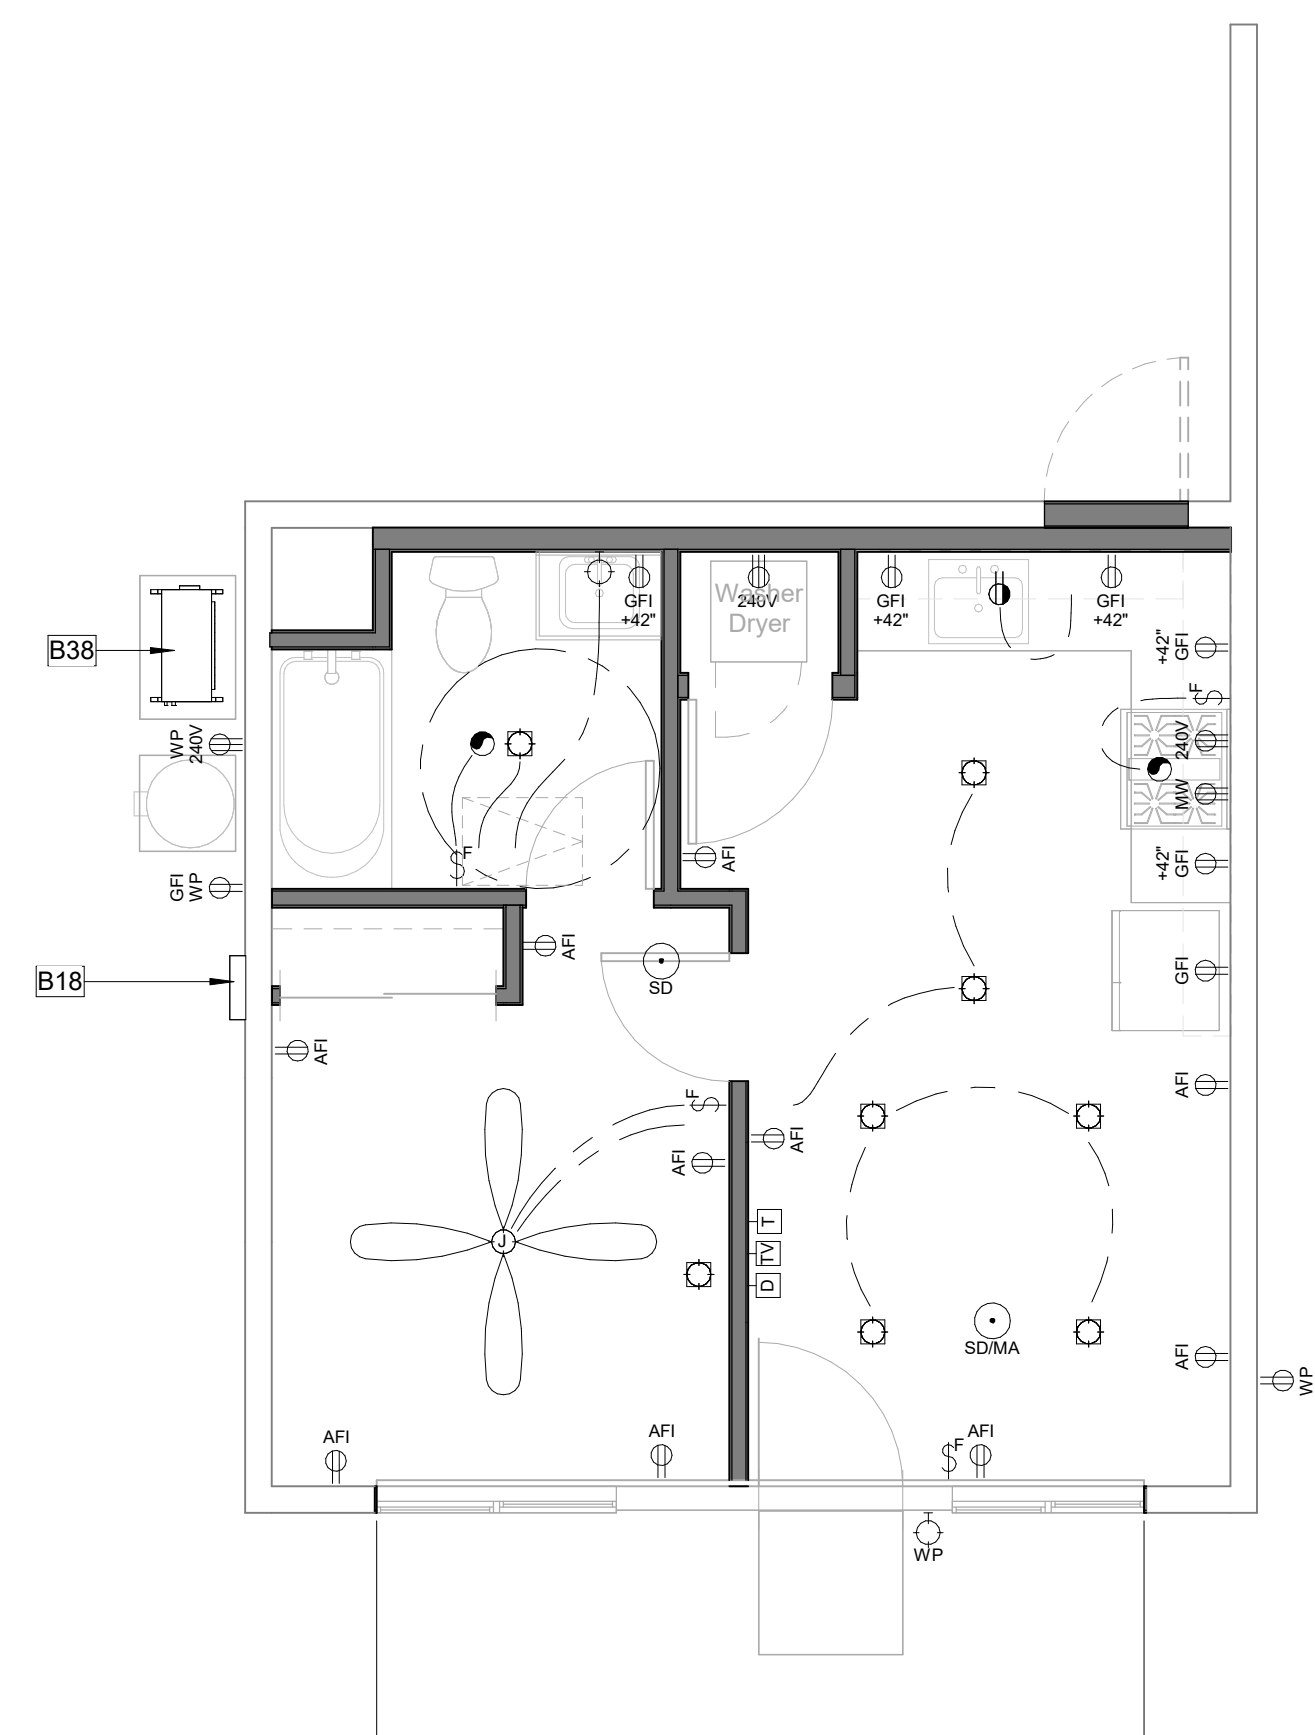 GFI
+42"
240V
Washer
Dryer
GFI
+42"
GFI
+42"
+42"
GFI
S F
B38
WP
240V
240V
MW
S F
AFI
+42"
GFI
GFI
WP
AFI
SD
GFI
B18
AFI
S F
AFI
AFI
AFI
T
J
TV
D
SD/MA
AFI
WP
AFI
AFI
S F
AFI
WP